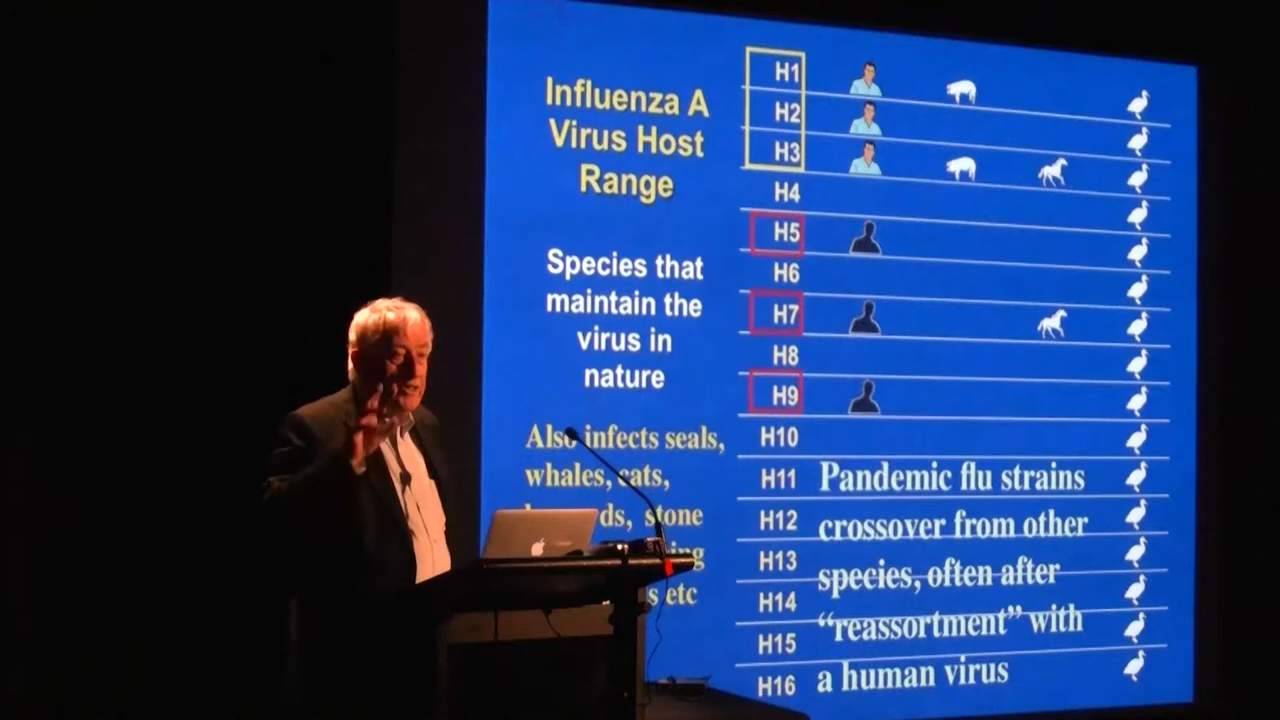 Influenza A
Virus Host
Range
Species that
maintain the
virus in
nature
Also infects seals,
whales, cats,
stone
etc
H1
H2
H3
H4
H5
H6
H7
H8
H9
H10
H11
H12
H13
H14
H15
H16
Pandemic flu strains
crossover from other
species, often after
“reassortment” with
a human virus